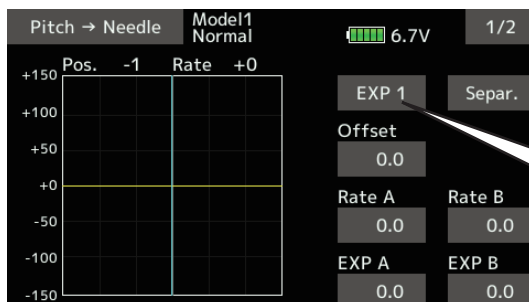 Pitch → Needle
Model1
Normal
6.7V
1/2
Pos. -1 Rate +0
+150
+100
+50
+0
-50
-100
-150
EXP 1
Separ.
Offset
0.0
Rate A Rate B
0.0 0.0
EXP A EXP B
0.0 0.0